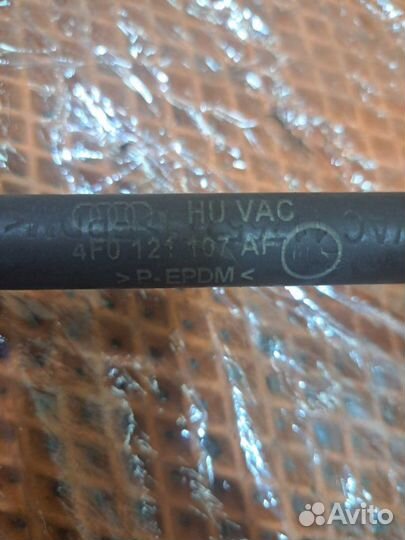 HU VAC
4F0 121 107 AF
>P-EPDM<
Avito